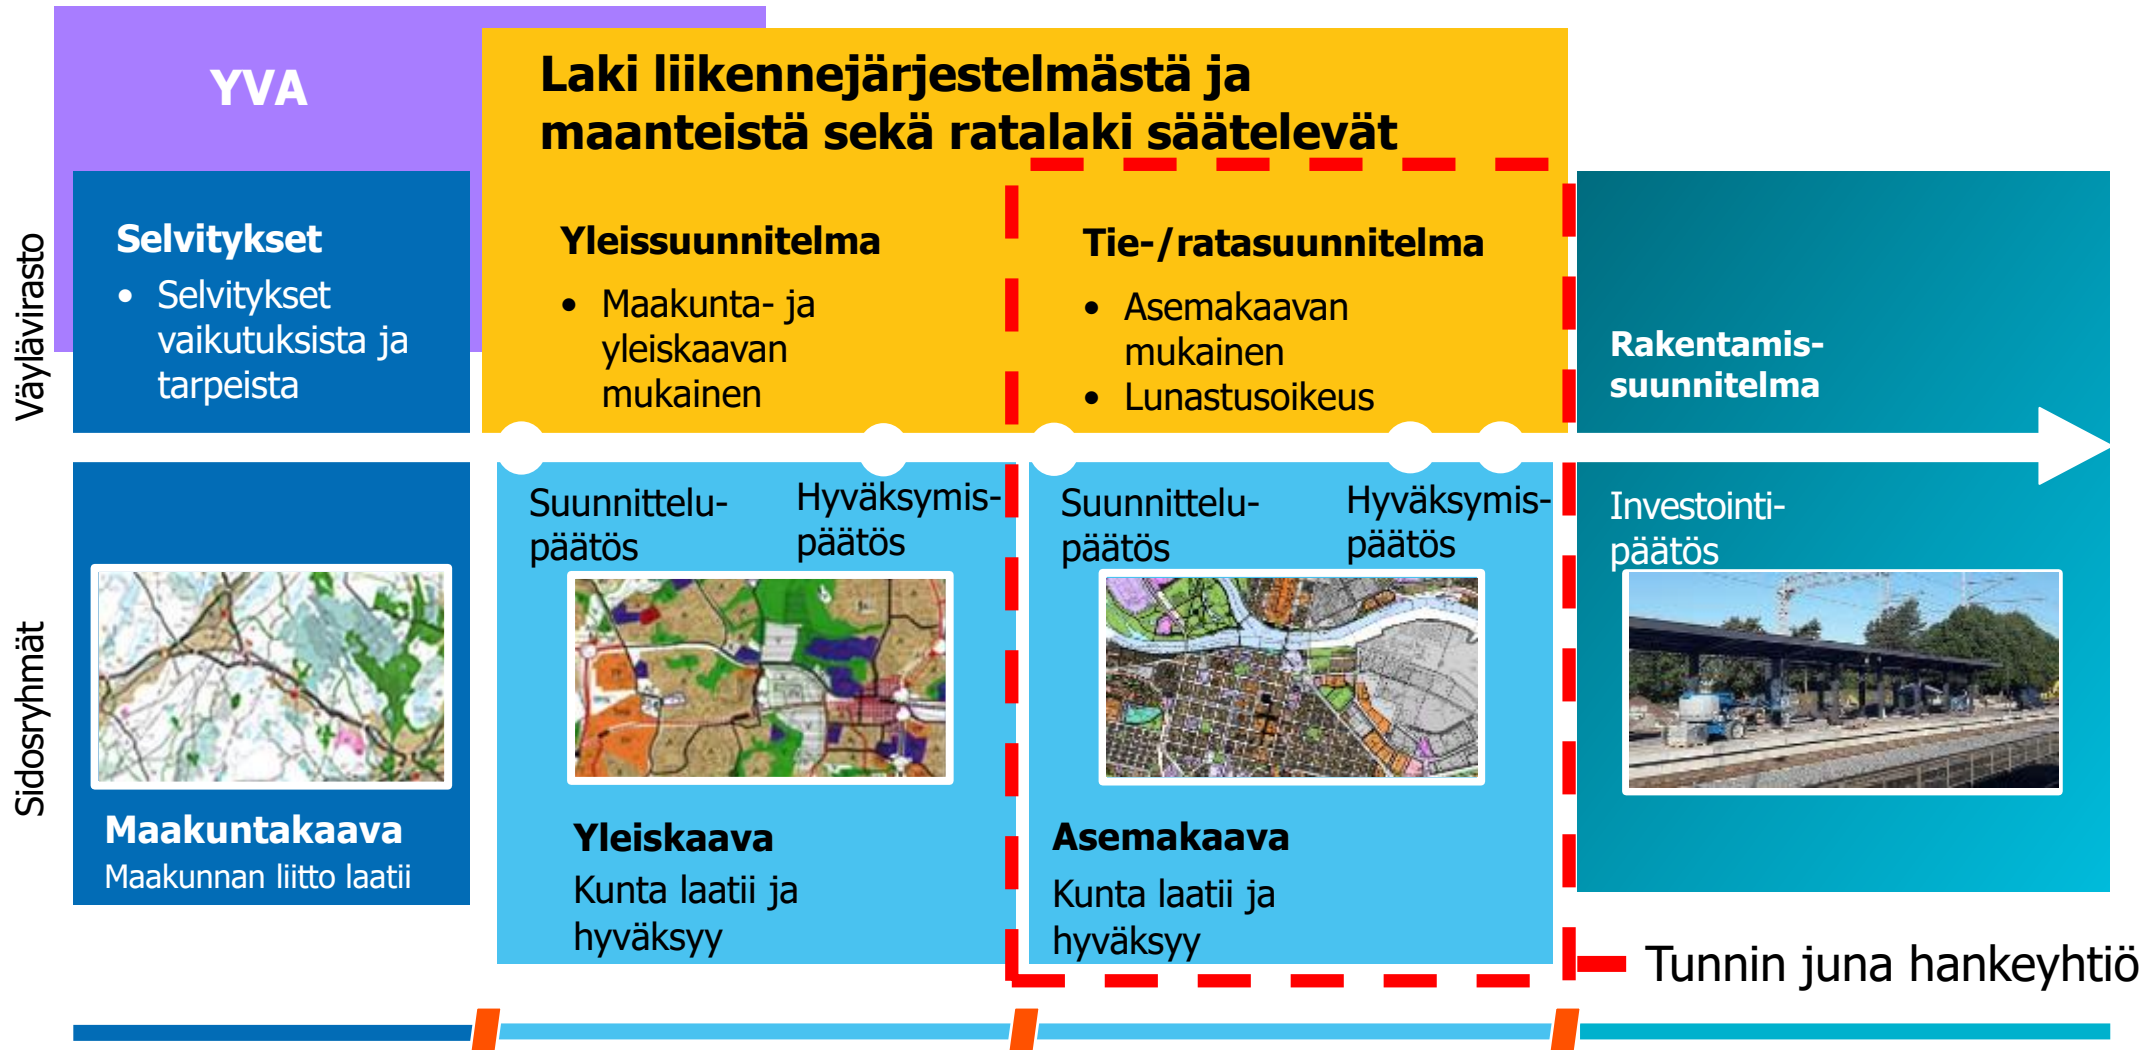 YVA
Laki liikennejärjestelmästä ja
maanteistä sekä ratalaki säätelevät
Väylävirasto
Selvitykset
• Selvitykset
vaikutuksista ja
tarpeista
Yleissuunnitelma
• Maakunta- ja
yleiskaavan
mukainen
Tie-/ratasuunnitelma
• Asemakaavan
mukainen
• Lunastusoikeus
Rakentamis-
suunnitelma
Sidosryhmät
Suunnittelu-
päätös
Hyväksymis-
päätös
Suunnittelu-
päätös
Hyväksymis-
päätös
Investointi-
päätös
Maakuntakaava
Maakunnan liitto laatii
Yleiskaava
Kunta laatii ja
hyväksyy
Asemakaava
Kunta laatii ja
hyväksyy
Tunnin juna hankeyhtiö